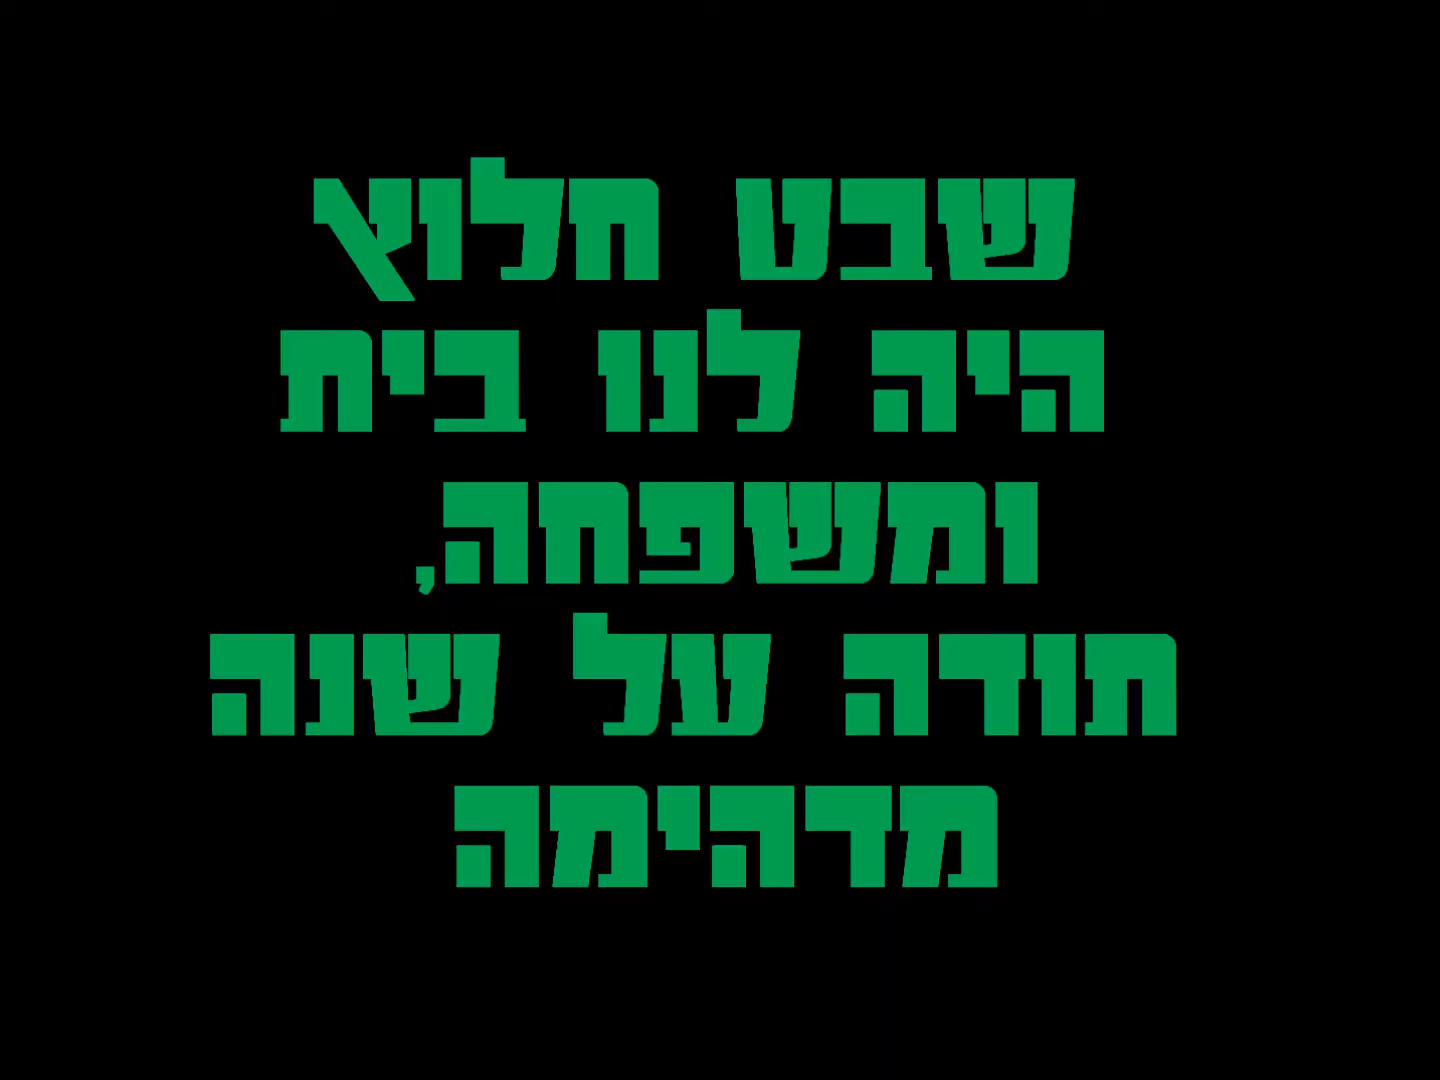 שבט חלוץ
היה לנו בית
ומשפחה,
תודה על שנה
מדהימה